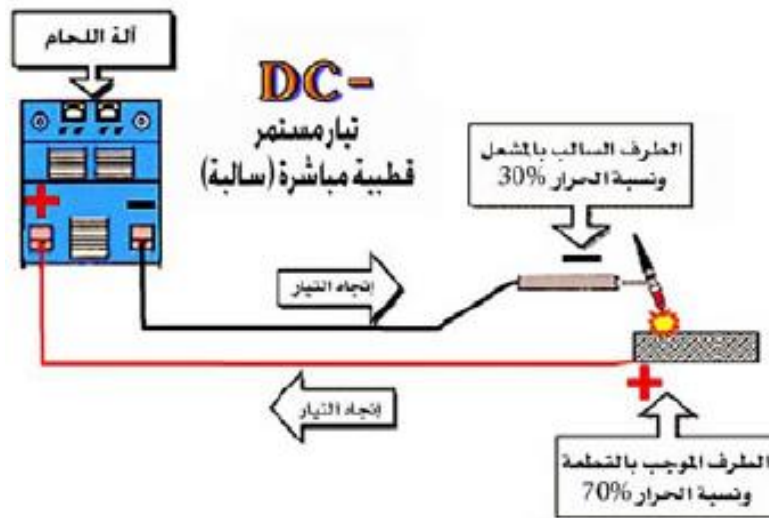 ألة اللحام
DC-
تيار مستمر
قطبية مباشرة (سالبة)
الطرف السالب بالمشعل
ونسبة الحرار 30%
+
−
−
إتجاه التيار
+
إتجاه التيار
الطرف الموجب بالقطعة
ونسبة الحرار 70%